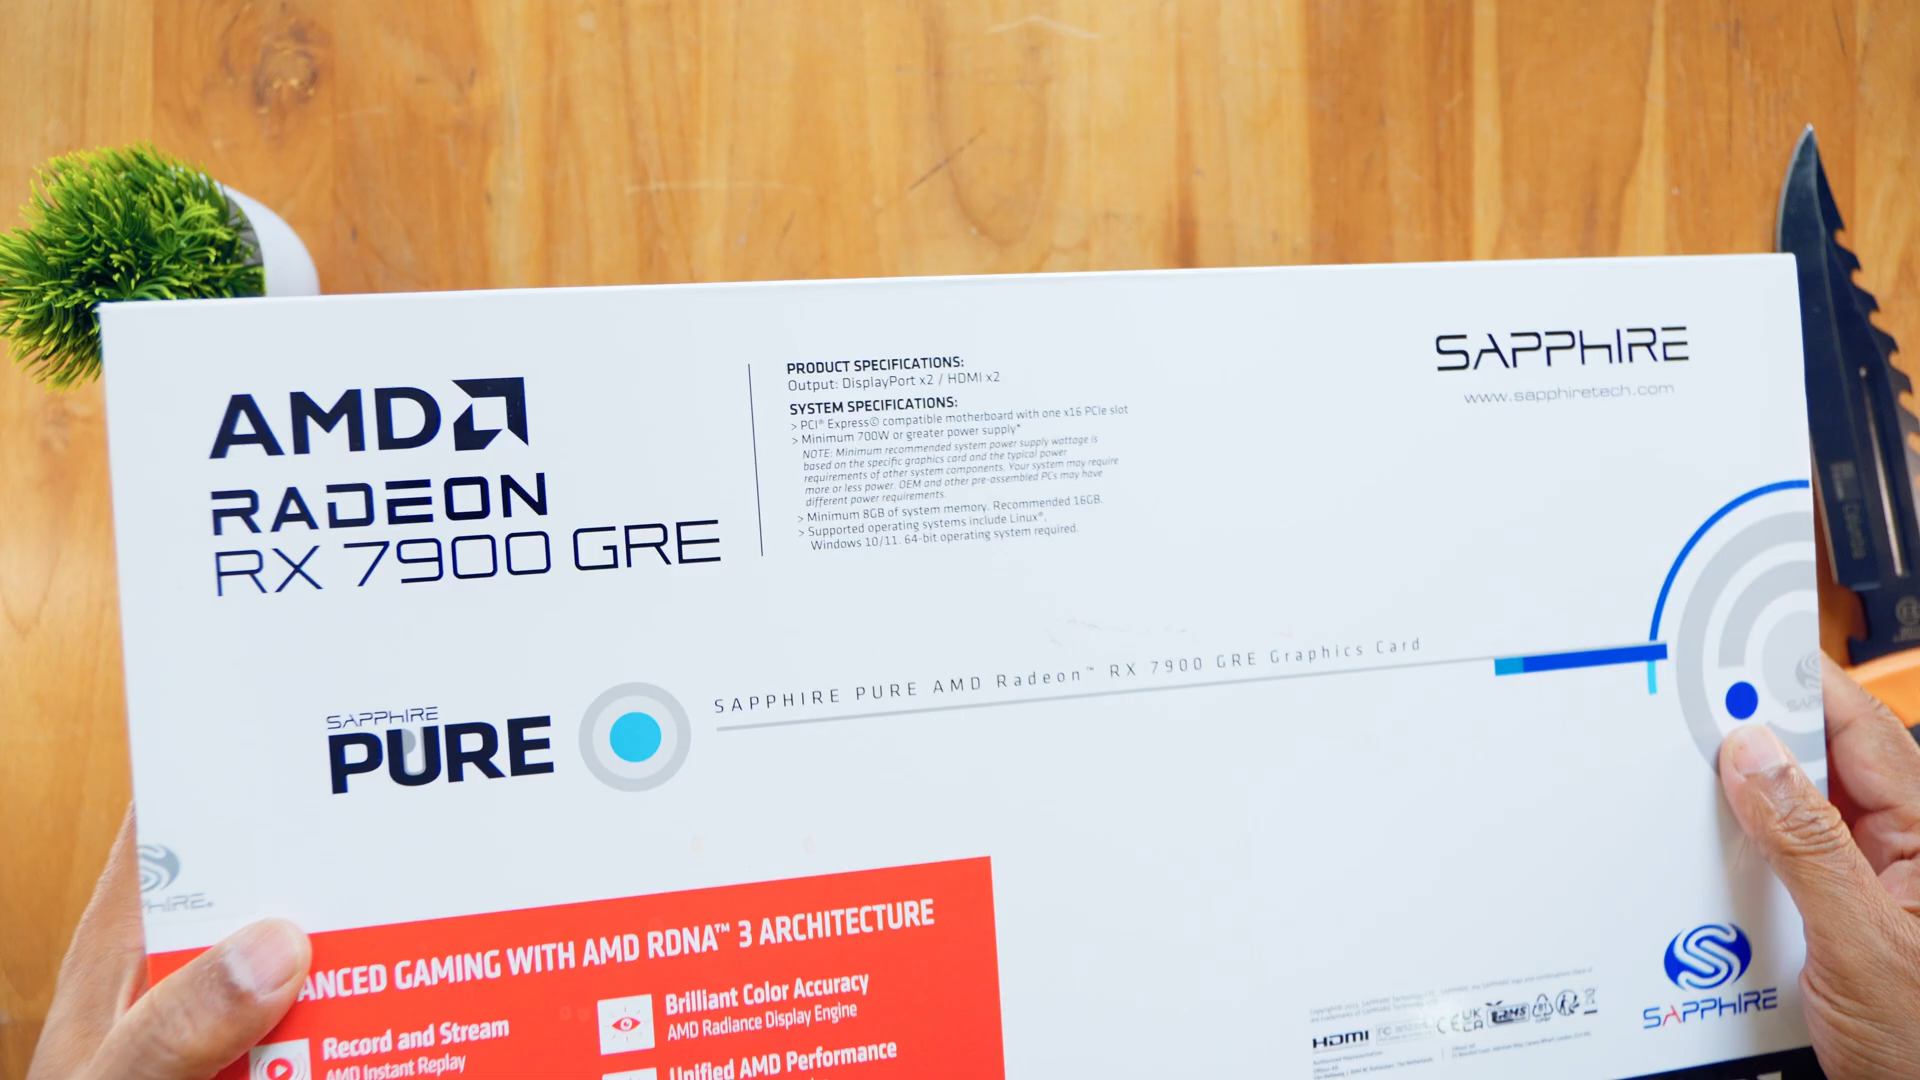 AMD
RADEON
RX 7900 GRE
PRODUCT SPECIFICATIONS:
Output: DisplayPort x2 / HDMI x2
SYSTEM SPECIFICATIONS:
> PCI® Express© compatible motherboard with one x16 PCIe slot
> Minimum 700W or greater power supply*
NOTE: Minimum recommended system power supply wattage is
based on the specific graphics card and the typical power
requirements of other system components. Your system may require
more or less power. OEM and other pre-assembled PCs may have
different power requirements.
> Minimum 8GB of system memory. Recommended 16GB.
> Supported operating systems include Linux®,
Windows 10/11. 64-bit operating system required.
SAPPHIRE
www.sapphiretech.com
SAPPHIRE PURE AMD Radeon™ RX 7900 GRE Graphics Card
SAPPHIRE
PURE
PHIRE®
ANCED GAMING WITH AMD RDNA™ 3 ARCHITECTURE
Record and Stream
AMD Instant Replay
Brilliant Color Accuracy
AMD Radiance Display Engine
Unified AMD Performance
HDMI
SAPPHIRE